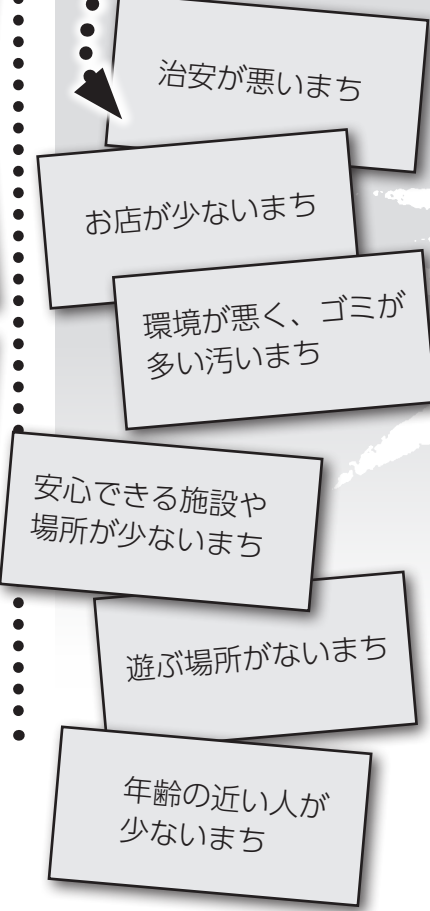 治安が悪いまち
お店が少ないまち
環境が悪く、ゴミが
多い汚いまち
安心できる施設や
場所が少ないまち
遊ぶ場所がないまち
年齢の近い人が
少ないまち